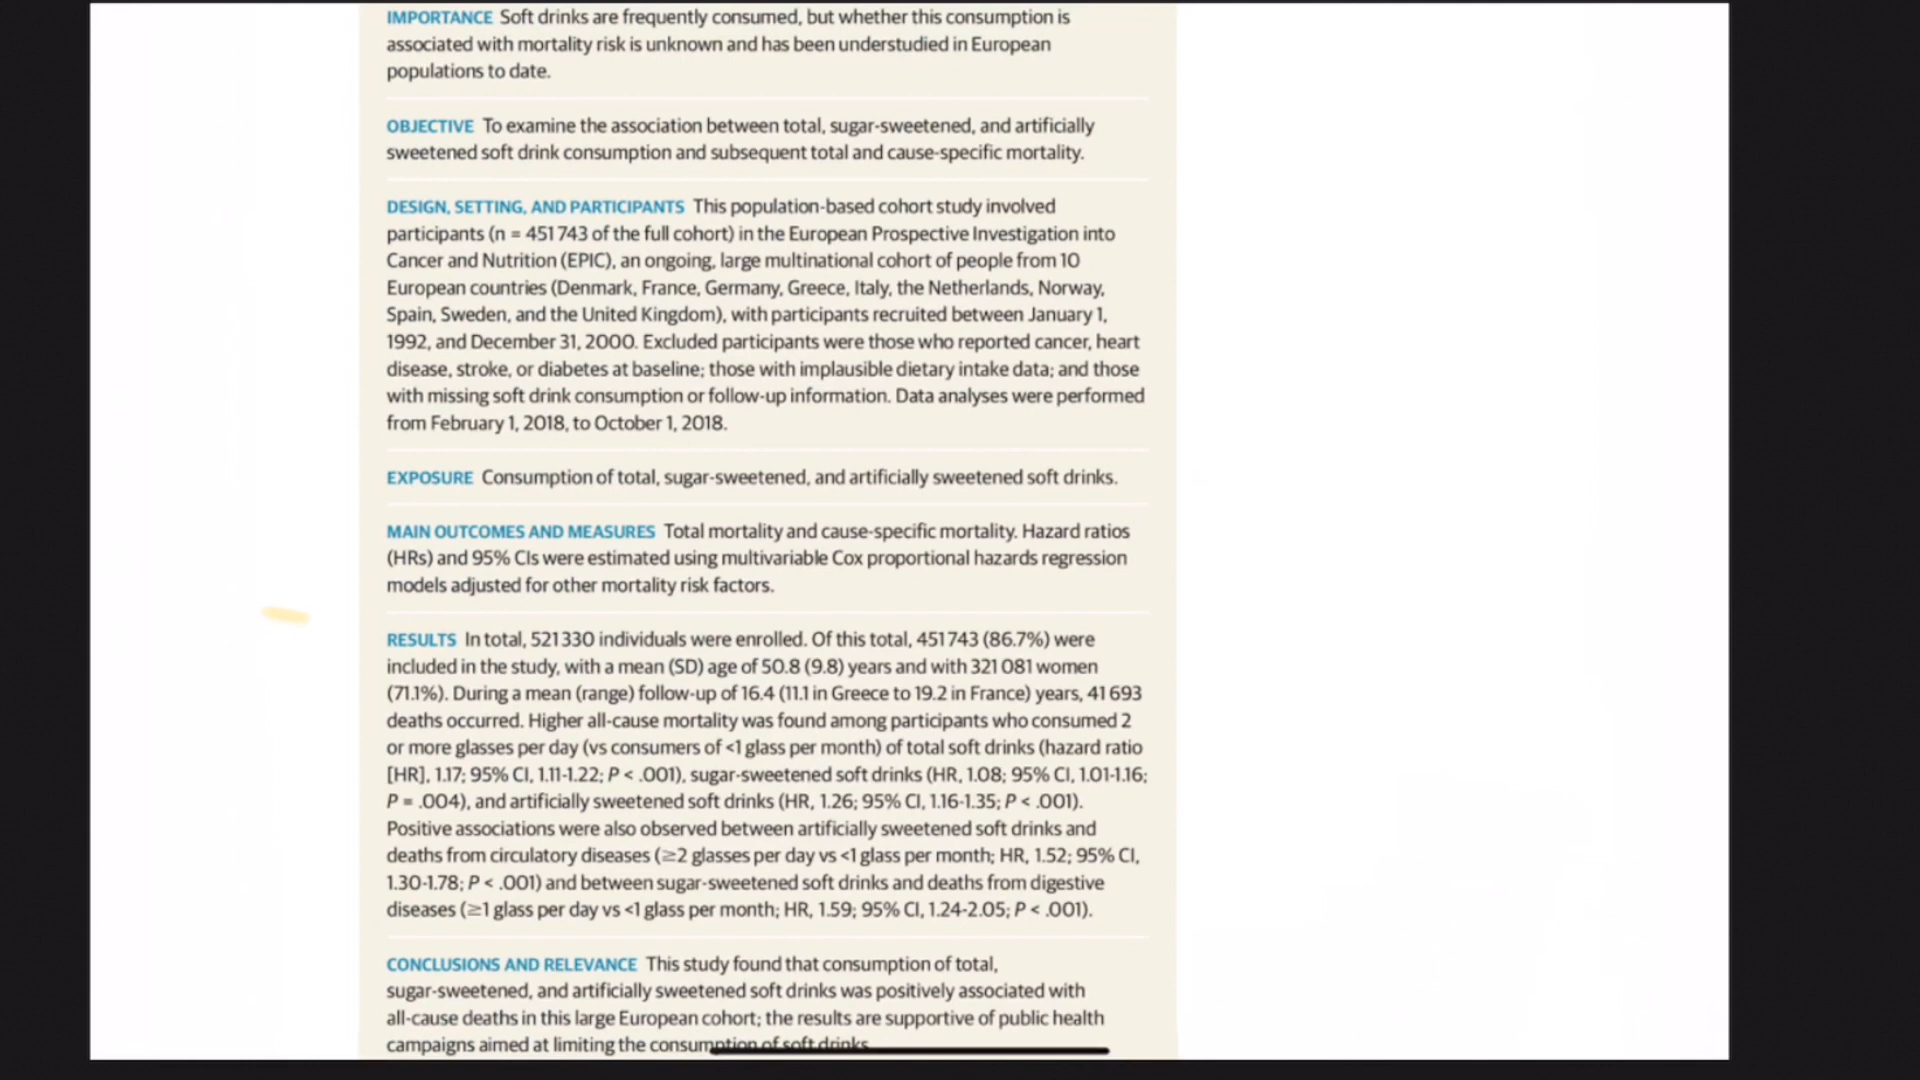 IMPORTANCE Soft drinks are frequently consumed, but whether this consumption is
associated with mortality risk is unknown and has been understudied in European
populations to date.
OBJECTIVE To examine the association between total, sugar-sweetened, and artificially
sweetened soft drink consumption and subsequent total and cause-specific mortality.
DESIGN, SETTING, AND PARTICIPANTS This population-based cohort study involved
participants (n = 451 743 of the full cohort) in the European Prospective Investigation into
Cancer and Nutrition (EPIC), an ongoing, large multinational cohort of people from 10
European countries (Denmark, France, Germany, Greece, Italy, the Netherlands, Norway,
Spain, Sweden, and the United Kingdom), with participants recruited between January 1,
1992, and December 31, 2000. Excluded participants were those who reported cancer, heart
disease, stroke, or diabetes at baseline; those with implausible dietary intake data; and those
with missing soft drink consumption or follow-up information. Data analyses were performed
from February 1, 2018, to October 1, 2018.
EXPOSURE Consumption of total, sugar-sweetened, and artificially sweetened soft drinks.
MAIN OUTCOMES AND MEASURES Total mortality and cause-specific mortality. Hazard ratios
(HRs) and 95% CIs were estimated using multivariable Cox proportional hazards regression
models adjusted for other mortality risk factors.
RESULTS In total, 521 330 individuals were enrolled. Of this total, 451 743 (86.7%) were
included in the study, with a mean (SD) age of 50.8 (9.8) years and with 321 081 women
(71.1%). During a mean (range) follow-up of 16.4 (11.1 in Greece to 19.2 in France) years, 41 693
deaths occurred. Higher all-cause mortality was found among participants who consumed 2
or more glasses per day (vs consumers of <1 glass per month) of total soft drinks (hazard ratio
[HR], 1.17; 95% CI, 1.11-1.22; P < .001), sugar-sweetened soft drinks (HR, 1.08; 95% CI, 1.01-1.16;
P = .004), and artificially sweetened soft drinks (HR, 1.26; 95% CI, 1.16-1.35; P < .001).
Positive associations were also observed between artificially sweetened soft drinks and
deaths from circulatory diseases (≥2 glasses per day vs <1 glass per month; HR, 1.52; 95% CI,
1.30-1.78; P < .001) and between sugar-sweetened soft drinks and deaths from digestive
diseases (≥1 glass per day vs <1 glass per month; HR, 1.59; 95% CI, 1.24-2.05; P < .001).
CONCLUSIONS AND RELEVANCE This study found that consumption of total,
sugar-sweetened, and artificially sweetened soft drinks was positively associated with
all-cause deaths in this large European cohort; the results are supportive of public health
campaigns aimed at limiting the consumption of soft drinks